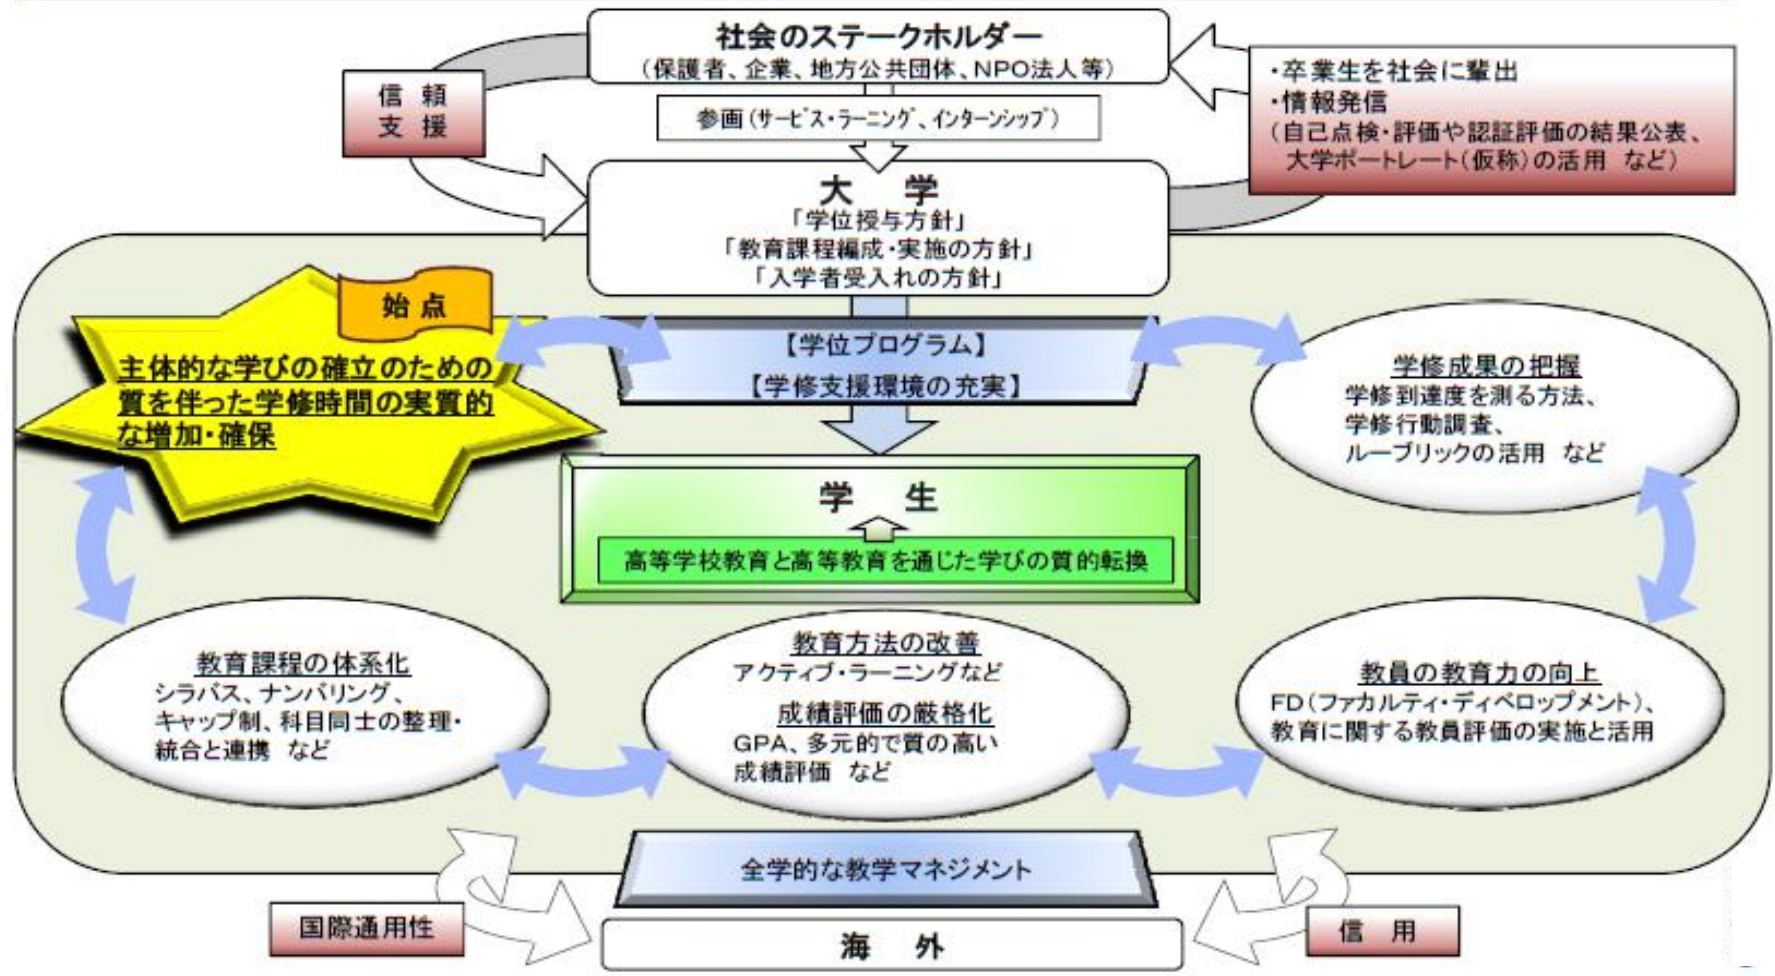 社会のステークホルダー
(保護者、企業、地方公共団体、NPO法人等)
信 頼
支 援
参画(サービス・ラーニング、インターンシップ)
・卒業生を社会に輩出
・情報発信
(自己点検・評価や認証評価の結果公表、
大学ポートレート(仮称)の活用 など)
大 学
「学位授与方針」
「教育課程編成・実施の方針」
「入学者受入れの方針」
始 点
主体的な学びの確立のための
質を伴った学修時間の実質的
な増加・確保
【学位プログラム】
【学修支援環境の充実】
学修成果の把握
学修到達度を測る方法、
学修行動調査、
ルーブリックの活用 など
学 生
高等学校教育と高等教育を通じた学びの質的転換
教育課程の体系化
シラバス、ナンバリング、
キャップ制、科目同士の整理・
統合と連携 など
教育方法の改善
アクティブ・ラーニングなど
成績評価の厳格化
GPA、多元的で質の高い
成績評価 など
教員の教育力の向上
FD(ファカルティ・ディベロップメント)、
教育に関する教員評価の実施と活用
全学的な教学マネジメント
国際通用性
海 外
信 用